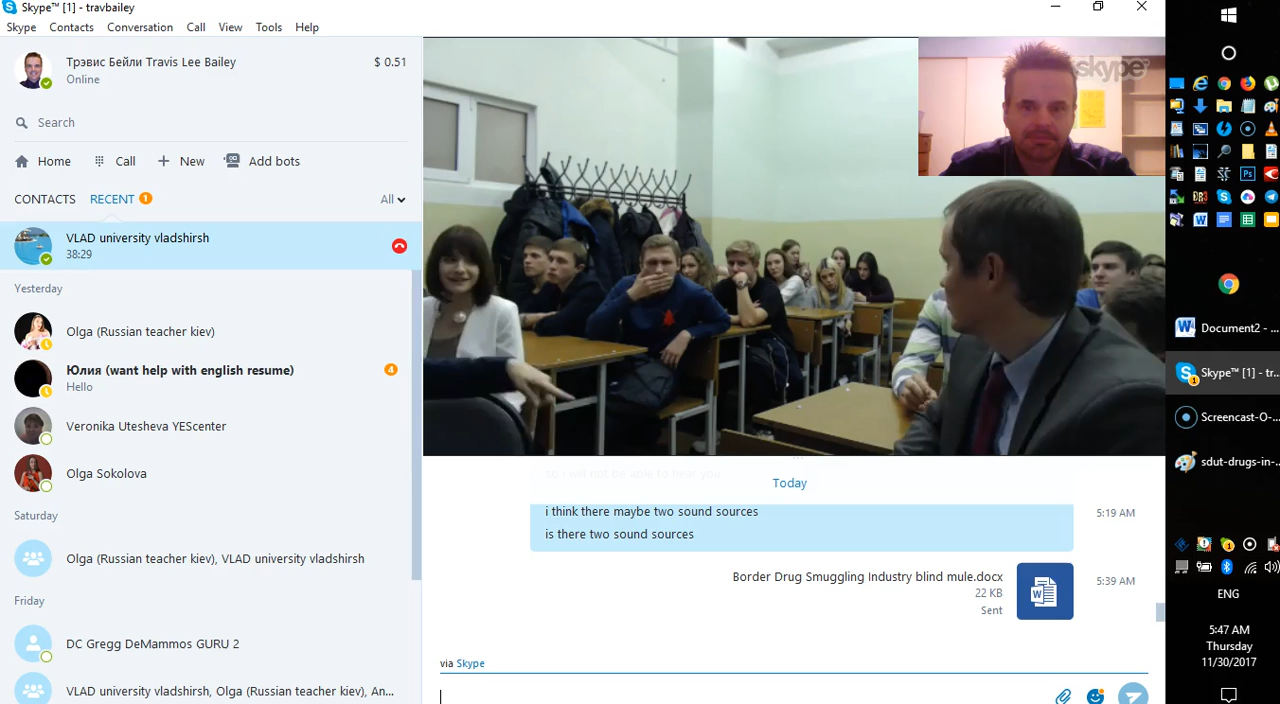 Skype™ [1] - travbailey
Skype Contacts Conversation Call View Tools Help
Трэвис Бейли Travis Lee Bailey
$ 0.51
Online
Search
Home Call New Add bots
CONTACTS RECENT 1 All
VLAD university vladshirsh
38:29
Yesterday
Olga (Russian teacher kiev)
Юлия (want help with english resume)
4
Hello
Veronika Utesheva YEScenter
Olga Sokolova
Saturday
Olga (Russian teacher kiev), VLAD university vladshirsh
Friday
DC Gregg DeMammos GURU 2
VLAD university vladshirsh, Olga (Russian teacher kiev), An...
skype
so i wil not be able to hear you
Today
i think there maybe two sound sources
5:19 AM
is there two sound sources
Border Drug Smuggling Industry blind mule.docx
5:39 AM
22 KB
Sent
via Skype
Document2 - ...
Skype™ [1] - tr...
Screencast-O-...
sdut-drugs-in-...
ENG
5:47 AM
Thursday
11/30/2017